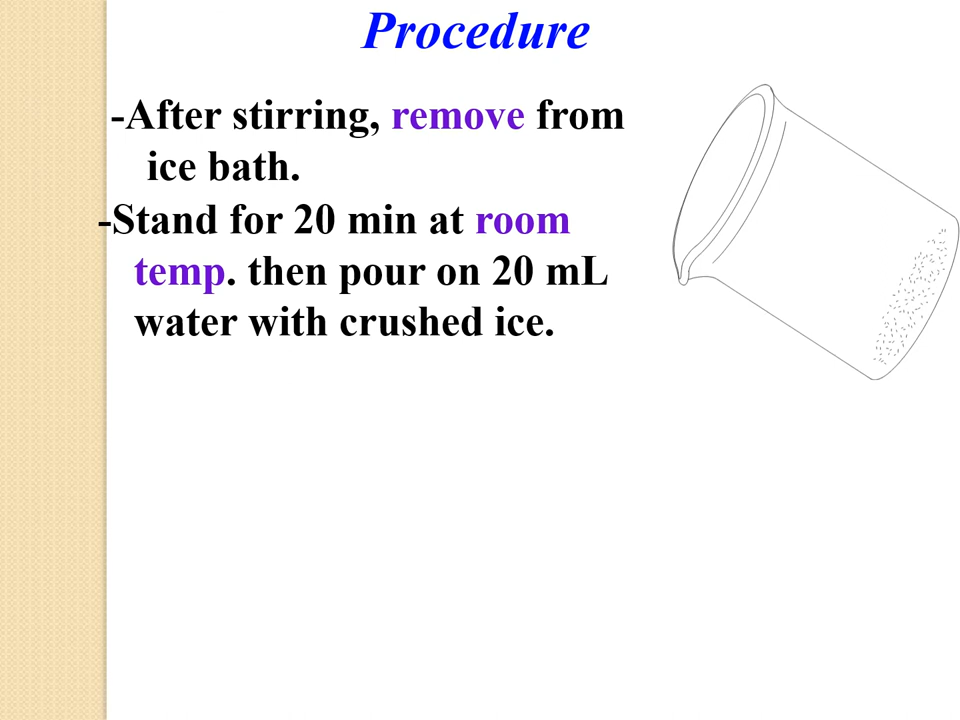 Procedure
-After stirring, remove from
ice bath.
-Stand for 20 min at room
temp. then pour on 20 mL
water with crushed ice.